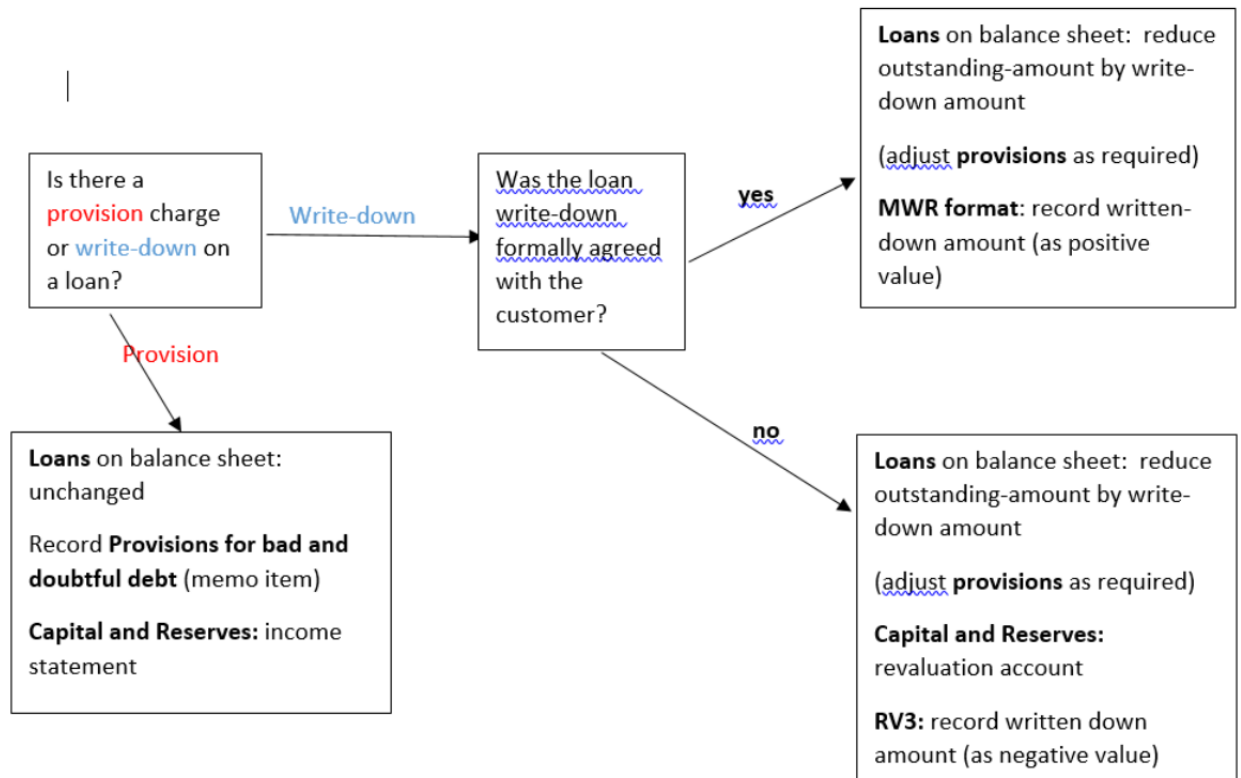 Is there a
provision charge
or write-down on
a loan?
Write-down
Was the loan
write-down
formally agreed
with the
customer?
yes
Loans on balance sheet:  reduce
outstanding-amount by write-
down amount
(adjust provisions as required)
MWR format: record written-
down amount (as positive
value)
Provision
Loans on balance sheet:
unchanged
Record Provisions for bad and
doubtful debt (memo item)
Capital and Reserves: income
statement
no
Loans on balance sheet:  reduce
outstanding-amount by write-
down amount
(adjust provisions as required)
Capital and Reserves:
revaluation account
RV3: record written down
amount (as negative value)